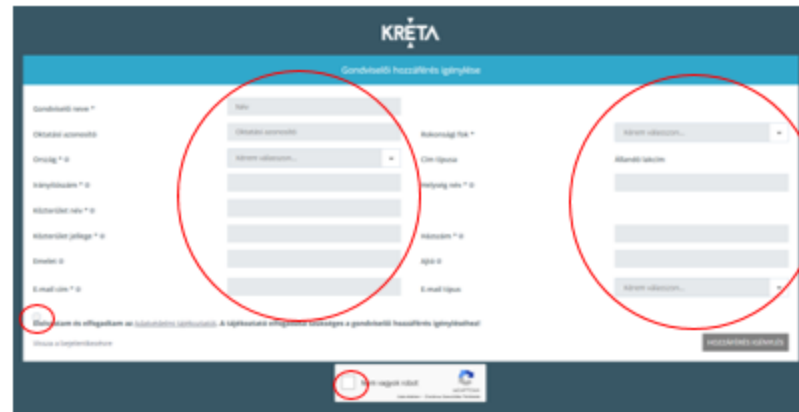 KRÉTA
Gondviselői hozzáférés igénylése
Gondviselő neve *
Név
Oktatási azonosító
Oktatási azonosító
Rokonsági fok *
Kérem válasszon...
Ország *
Kérem válasszon...
Cím típusa
Állandó lakcím
Irányítószám *
Helység név *
Közterület név *
Közterület jellege *
Házszám *
Emelet
Ajtó
E-mail cím *
E-mail típus
Kérem válasszon...
Elolvastam és elfogadtam az Adatvédelmi tájékoztatót. A tájékoztató elfogadása szükséges a gondviselői hozzáférés igényléséhez!
Vissza a bejelentkezésre
HOZZÁFÉRÉS IGÉNYLÉS
Nem vagyok robot
reCAPTCHA